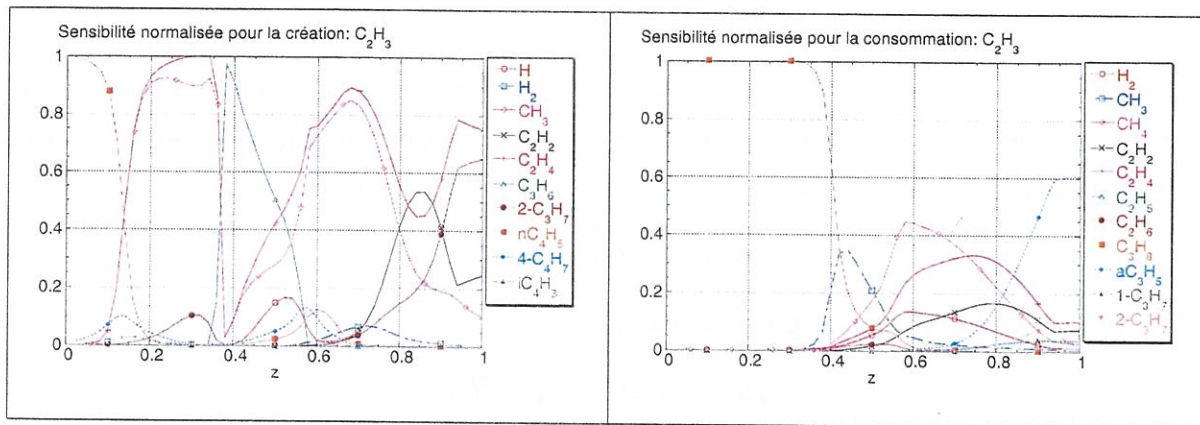 Sensibilité normalisée pour la création: C₂H₃
1
0.8
0.6
0.4
0.2
0
0 0.2 0.4 0.6 0.8 1
z
H
H₂
CH₃
C₂H₂
C₂H₄
C₃H₆
2-C₃H₇
nC₄H₅
4-C₄H₇
iC₄H₃
Sensibilité normalisée pour la consommation: C₂H₃
1
0.8
0.6
0.4
0.2
0
0 0.2 0.4 0.6 0.8 1
z
H₂
CH₃
CH₄
C₂H₂
C₂H₄
C₂H₅
C₂H₆
C₃H₈
aC₃H₅
1-C₃H₇
2-C₃H₇